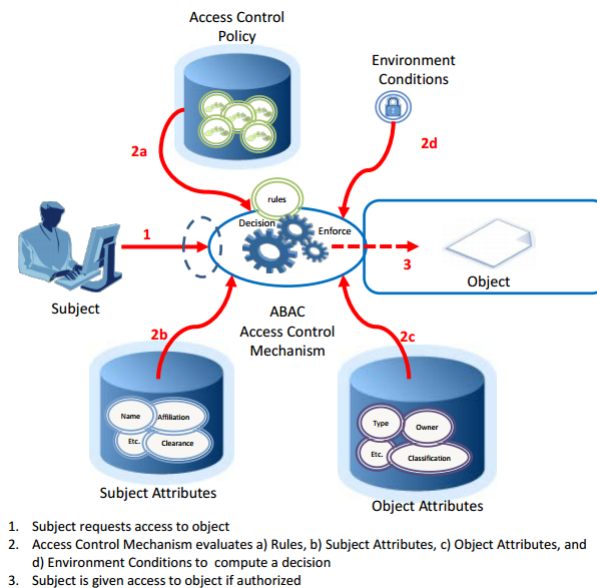 Access Control
Policy
Environment
Conditions
2a
2d
rules
Decision
Enforce
1
3
Subject
Object
ABAC
Access Control
Mechanism
2b
2c
Name
Affiliation
Etc.
Clearance
Type
Owner
Etc.
Classification
Subject Attributes
Object Attributes
1. Subject requests access to object
2. Access Control Mechanism evaluates a) Rules, b) Subject Attributes, c) Object Attributes, and
d) Environment Conditions to compute a decision
3. Subject is given access to object if authorized